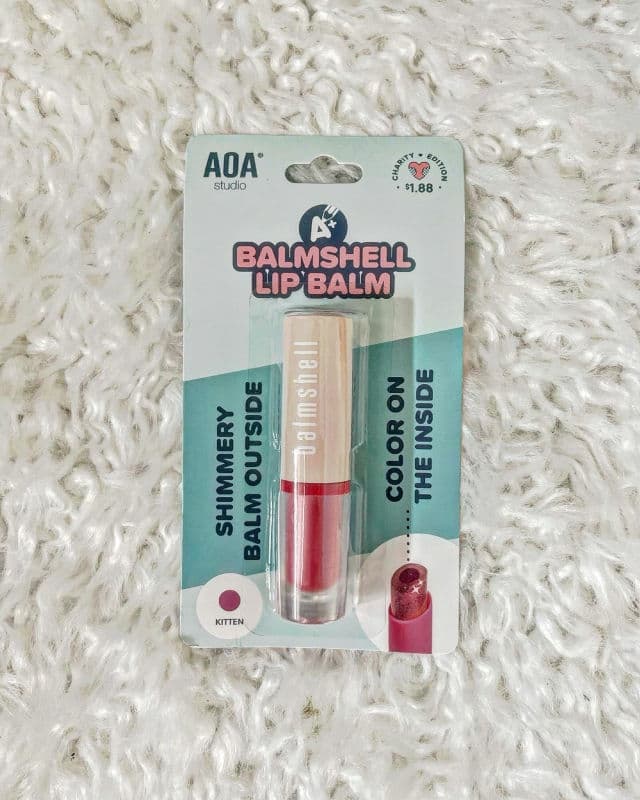 AOA®
studio
CHARITY • EDITION
• $1.88 •
A+
BALMSHELL
LIP BALM
balmshell
SHIMMERY
BALM OUTSIDE
COLOR ON
THE INSIDE
KITTEN